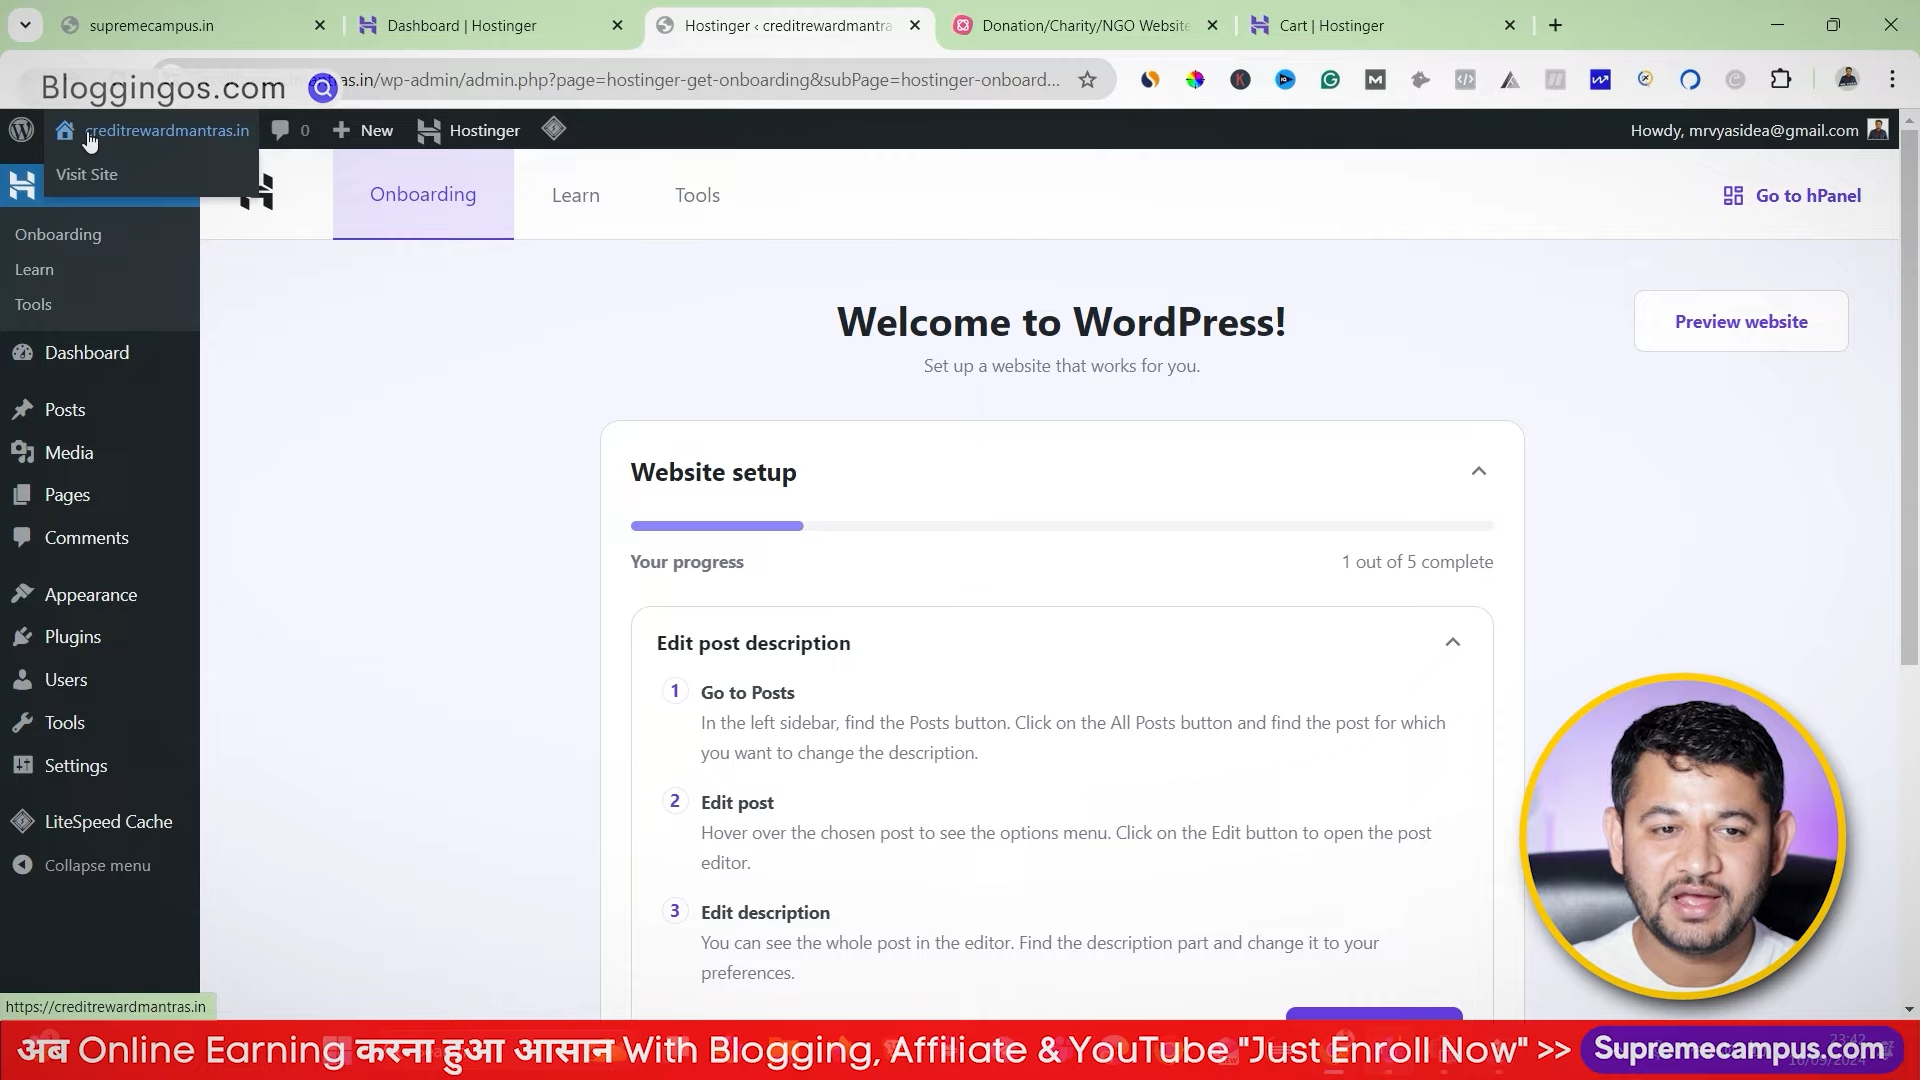 supremecampus.in
Dashboard | Hostinger
Hostinger ‹ creditrewardmantra
Donation/Charity/NGO Website
Cart | Hostinger
Bloggingos.com
as.in/wp-admin/admin.php?page=hostinger-get-onboarding&subPage=hostinger-onboard...
creditrewardmantras.in
0
New
Hostinger
Howdy, mrvyasidea@gmail.com
Visit Site
Onboarding
Learn
Tools
Go to hPanel
Onboarding
Learn
Tools
Dashboard
Posts
Media
Pages
Comments
Appearance
Plugins
Users
Tools
Settings
LiteSpeed Cache
Collapse menu
Welcome to WordPress!
Set up a website that works for you.
Preview website
Website setup
Your progress
1 out of 5 complete
Edit post description
1 Go to Posts
In the left sidebar, find the Posts button. Click on the All Posts button and find the post for which
you want to change the description.
2 Edit post
Hover over the chosen post to see the options menu. Click on the Edit button to open the post
editor.
3 Edit description
You can see the whole post in the editor. Find the description part and change it to your
preferences.
https://creditrewardmantras.in
अब Online Earning करना हुआ आसान With Blogging, Affiliate & YouTube "Just Enroll Now" >> Supremecampus.com